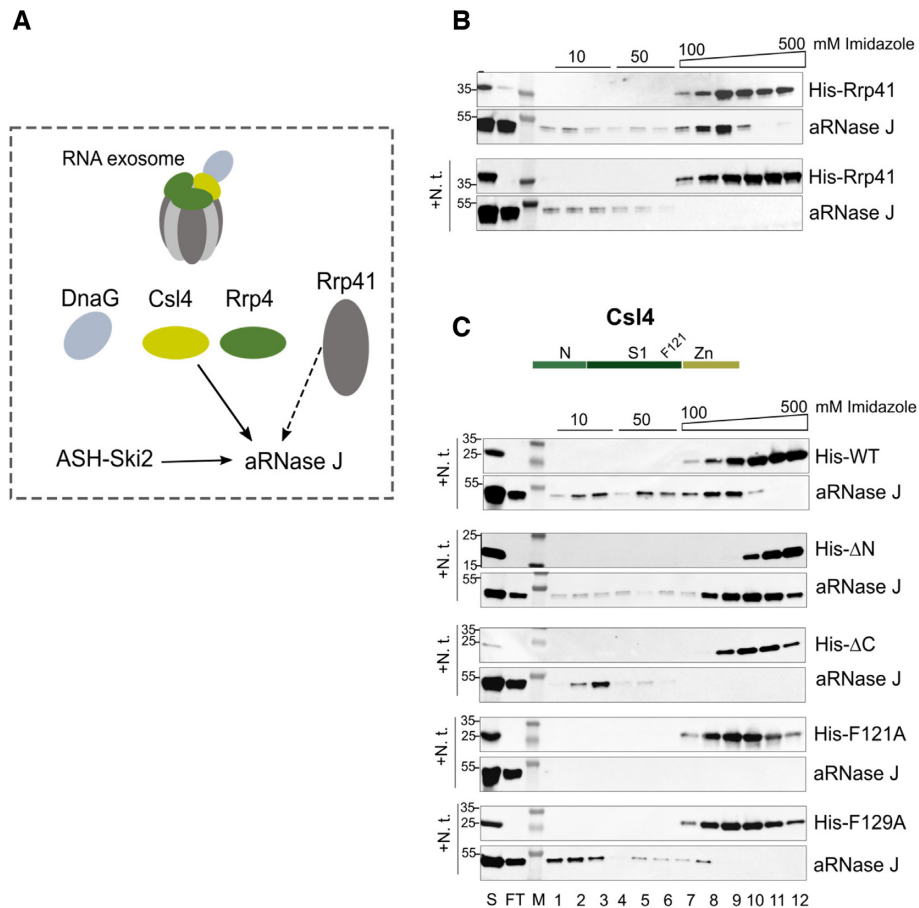 A
RNA exosome
DnaG Csl4 Rrp4 Rrp41
ASH-Ski2 aRNase J
B
10 50 100 500 mM Imidazole
35 His-Rrp41
55 aRNase J
+N. t.
35 His-Rrp41
55 aRNase J
C
Csl4
N S1 F121 Zn
10 50 100 500 mM Imidazole
+N. t.
35 His-WT
25
55 aRNase J
+N. t.
25 His-ΔN
15
55 aRNase J
+N. t.
35 His-ΔC
25
55 aRNase J
+N. t.
35 His-F121A
25
55 aRNase J
+N. t.
35 His-F129A
25
55 aRNase J
S FT M 1 2 3 4 5 6 7 8 9 10 11 12